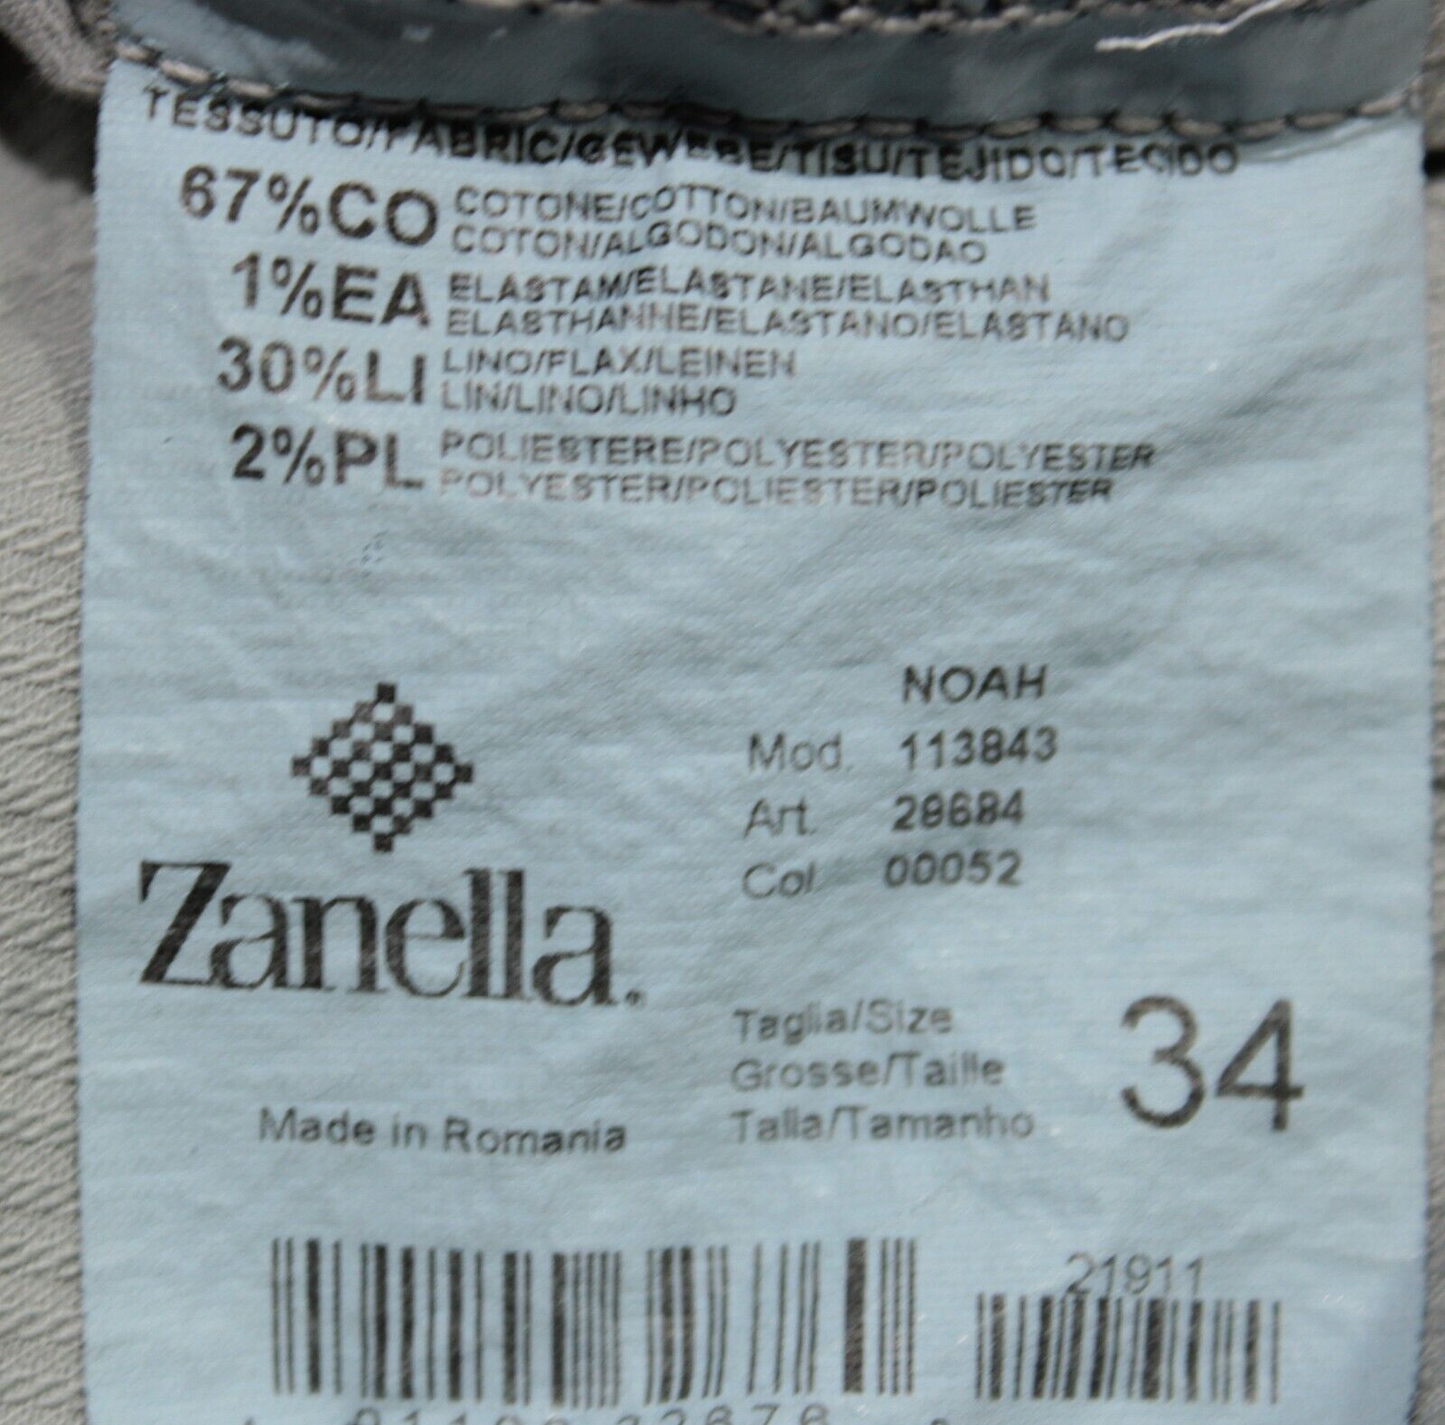 TESSUTO/FABRIC/GEWEBE/TISU/TEJIDO/TECIDO
67%CO COTONE/COTTON/BAUMWOLLE
COTON/ALGODON/ALGODAO
1%EA ELASTAM/ELASTANE/ELASTHAN
ELASTHANNE/ELASTANO/ELASTANO
30%LI LINO/FLAX/LEINEN
LIN/LINO/LINHO
2%PL POLIESTERE/POLYESTER/POLYESTER
POLYESTER/POLIESTER/POLIESTER
NOAH
Mod. 113843
Art. 28684
Col 00052
Zanella®
Taglia/Size
Grosse/Taille
Talla/Tamanho
34
Made in Romania
21911